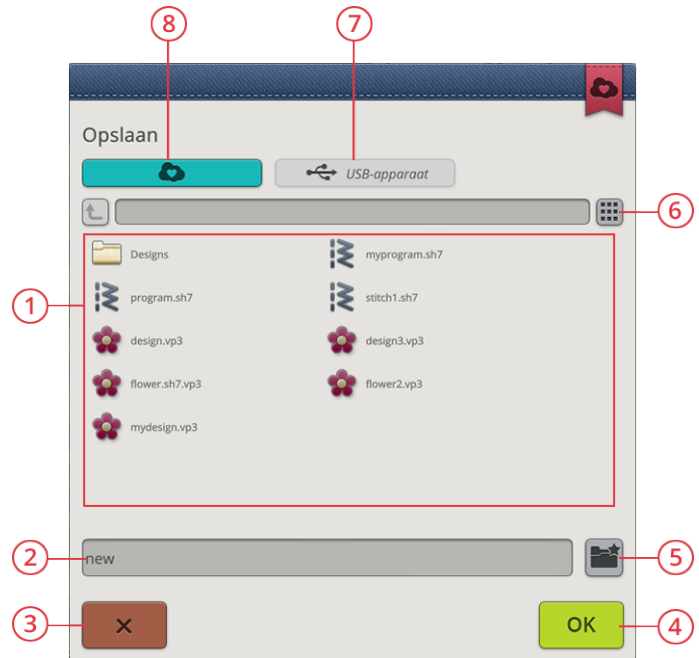 8 7
Opslaan
USB-apparaat
6
Designs myprogram.sh7
1
program.sh7 stitch1.sh7
design.vp3 design3.vp3
flower.sh7.vp3 flower2.vp3
mydesign.vp3
2 new 5
3 OK 4